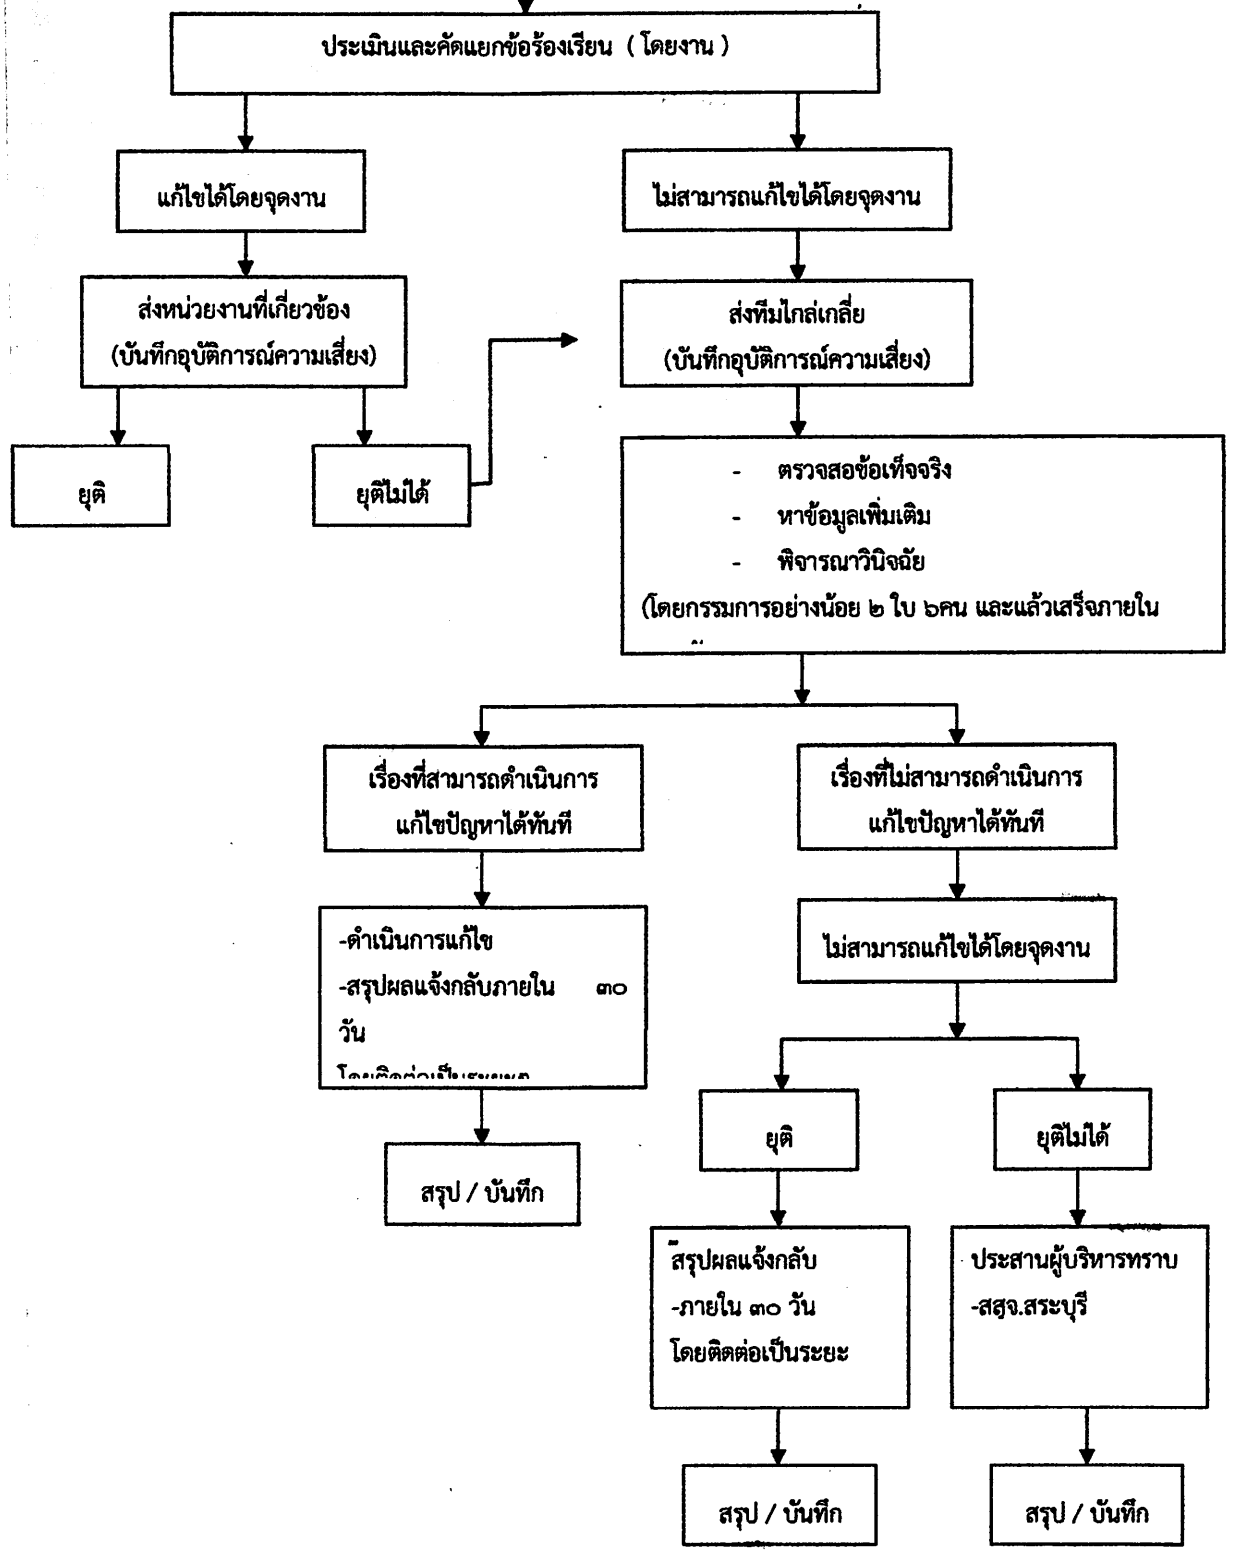 ประเมินและคัดแยกข้อร้องเรียน ( โดยงาน )
แก้ไขได้โดยจุดงาน
ไม่สามารถแก้ไขได้โดยจุดงาน
ส่งหน่วยงานที่เกี่ยวข้อง
(บันทึกอุบัติการณ์ความเสี่ยง)
ส่งทีมไกล่เกลี่ย
(บันทึกอุบัติการณ์ความเสี่ยง)
ยุติ
ยุติไม่ได้
- ตรวจสอข้อเท็จจริง
- หาข้อมูลเพิ่มเติม
- พิจารณาวินิจฉัย
(โดยกรรมการอย่างน้อย ๒ ใบ ๖คน และแล้วเสร็จภายใน
เรื่องที่สามารถดำเนินการ
แก้ไขปัญหาได้ทันที
เรื่องที่ไม่สามารถดำเนินการ
แก้ไขปัญหาได้ทันที
-ดำเนินการแก้ไข
-สรุปผลแจ้งกลับภายใน ๓๐
วัน
โดยติดต่อเป็นระยะๆ
ไม่สามารถแก้ไขได้โดยจุดงาน
สรุป / บันทึก
ยุติ
ยุติไม่ได้
สรุปผลแจ้งกลับ
-ภายใน ๓๐ วัน
โดยติดต่อเป็นระยะ
ประสานผู้บริหารทราบ
-สสจ.สระบุรี
สรุป / บันทึก
สรุป / บันทึก